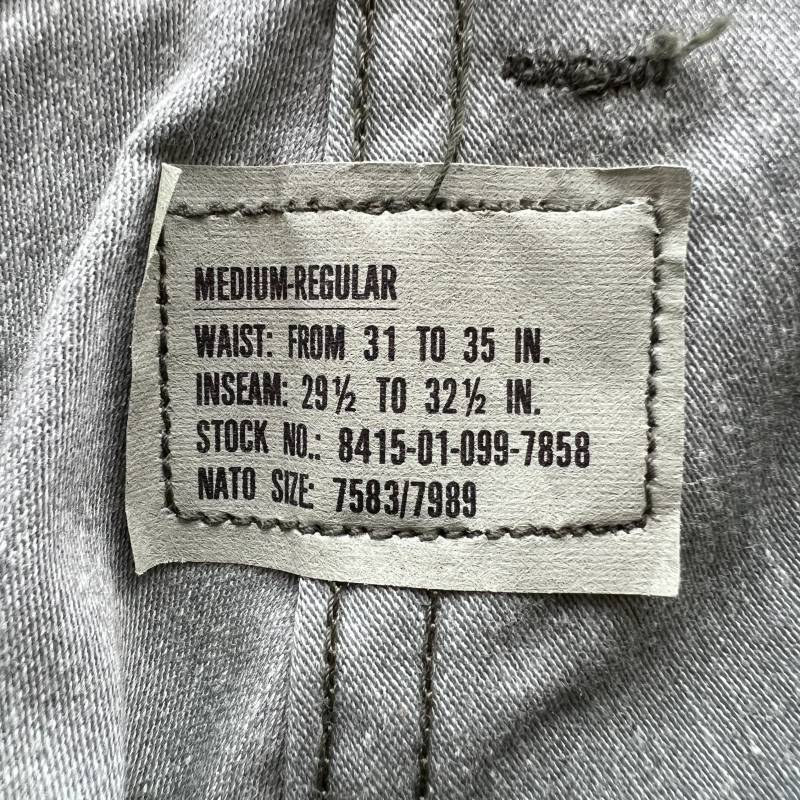 MEDIUM-REGULAR
WAIST: FROM 31 TO 35 IN.
INSEAM: 29½ TO 32½ IN.
STOCK NO.: 8415-01-099-7858
NATO SIZE: 7583/7989